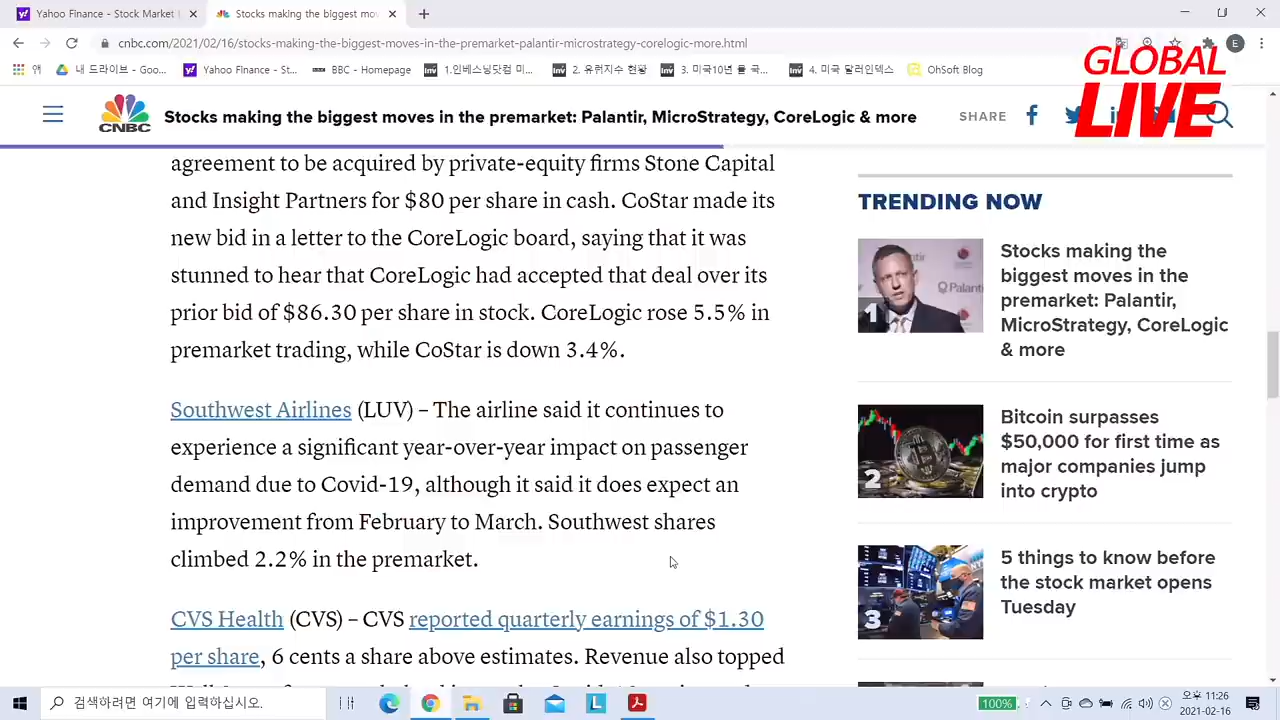 Yahoo Finance - Stock Market
Stocks making the biggest moves
cnbc.com/2021/02/16/stocks-making-the-biggest-moves-in-the-premarket-palantir-microstrategy-corelogic-more.html
E
앱
내 드라이브 - Goo...
Yahoo Finance - St...
BBC - Homepage
1.인베스팅닷컴 미...
2. 유뤄지수 현황
3. 미국10년 물 국...
4. 미국 달러인덱스
OhSoft Blog
GLOBAL
LIVE
CNBC
Stocks making the biggest moves in the premarket: Palantir, MicroStrategy, CoreLogic & more
SHARE
agreement to be acquired by private-equity firms Stone Capital
and Insight Partners for $80 per share in cash. CoStar made its
new bid in a letter to the CoreLogic board, saying that it was
stunned to hear that CoreLogic had accepted that deal over its
prior bid of $86.30 per share in stock. CoreLogic rose 5.5% in
premarket trading, while CoStar is down 3.4%.
Southwest Airlines (LUV) – The airline said it continues to
experience a significant year-over-year impact on passenger
demand due to Covid-19, although it said it does expect an
improvement from February to March. Southwest shares
climbed 2.2% in the premarket.
CVS Health (CVS) – CVS reported quarterly earnings of $1.30
per share, 6 cents a share above estimates. Revenue also topped
TRENDING NOW
Palantir
1
Stocks making the
biggest moves in the
premarket: Palantir,
MicroStrategy, CoreLogic
& more
2
Bitcoin surpasses
$50,000 for first time as
major companies jump
into crypto
3
5 things to know before
the stock market opens
Tuesday
검색하려면 여기에 입력하십시오.
100%
오후 11:26
2021-02-16